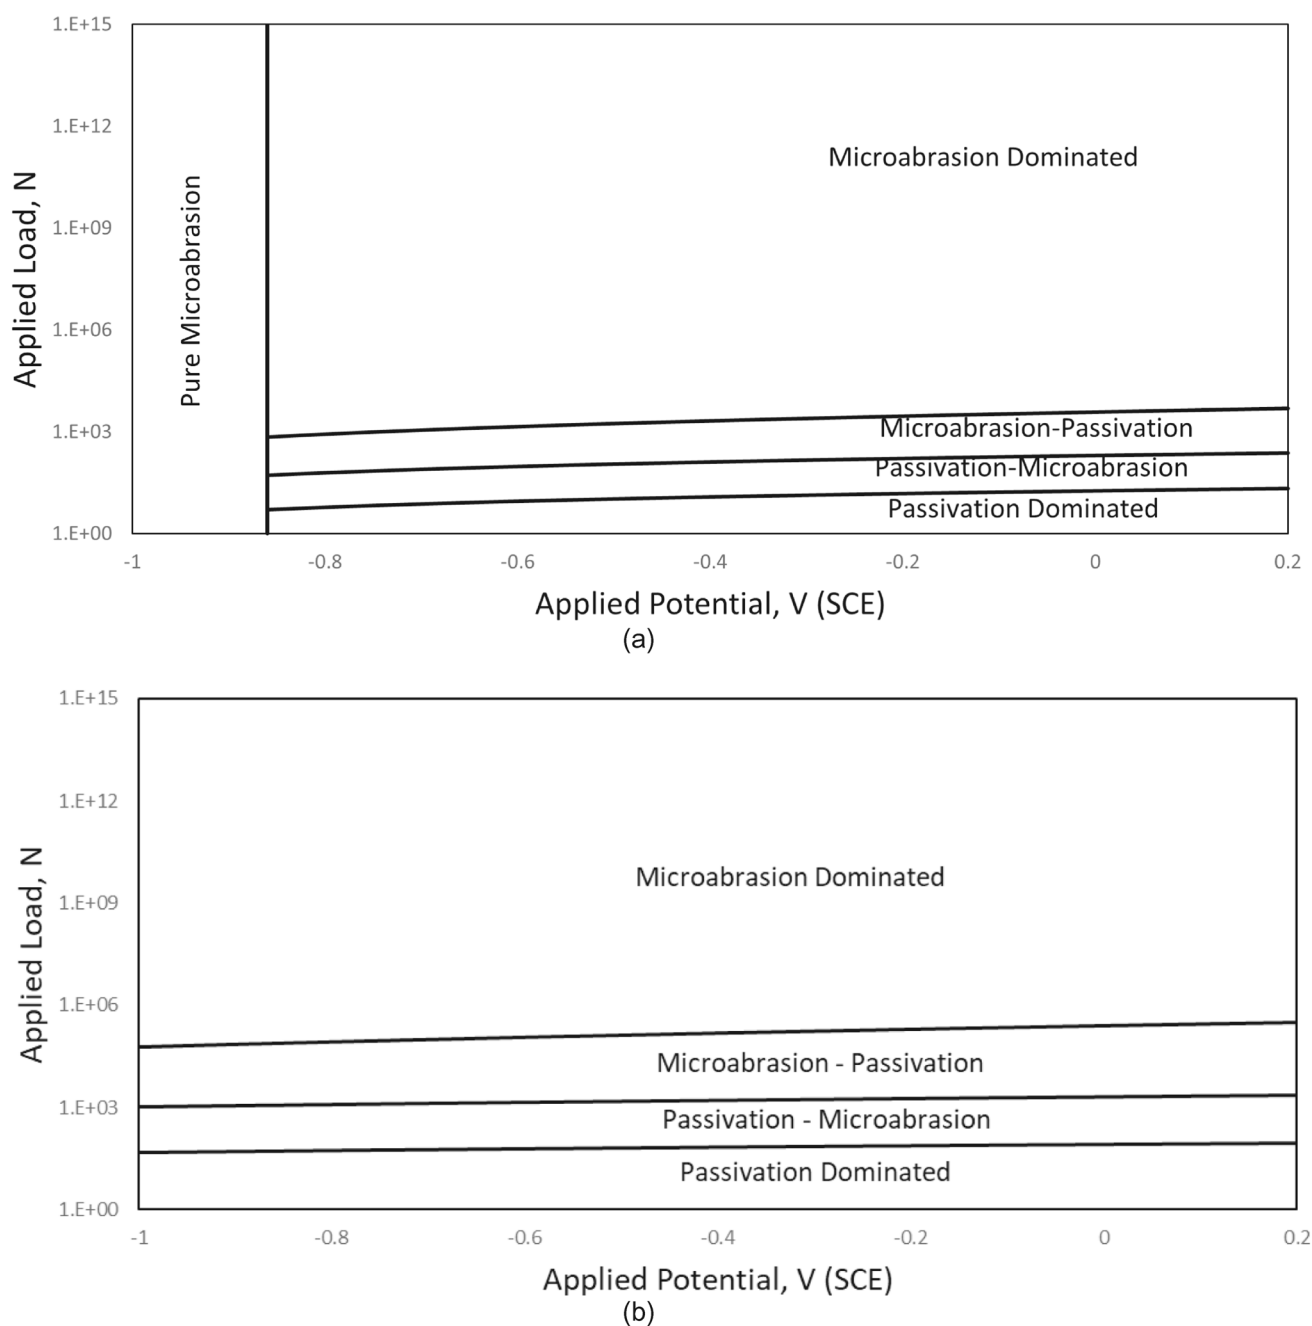 1.E+15
1.E+12
1.E+09
1.E+06
1.E+03
1.E+00
Applied Load, N
Pure Microabrasion
Microabrasion Dominated
Microabrasion-Passivation
Passivation-Microabrasion
Passivation Dominated
-1 -0.8 -0.6 -0.4 -0.2 0 0.2
Applied Potential, V (SCE)
(a)
1.E+15
1.E+12
1.E+09
1.E+06
1.E+03
1.E+00
Applied Load, N
Microabrasion Dominated
Microabrasion - Passivation
Passivation - Microabrasion
Passivation Dominated
-1 -0.8 -0.6 -0.4 -0.2 0 0.2
Applied Potential, V (SCE)
(b)